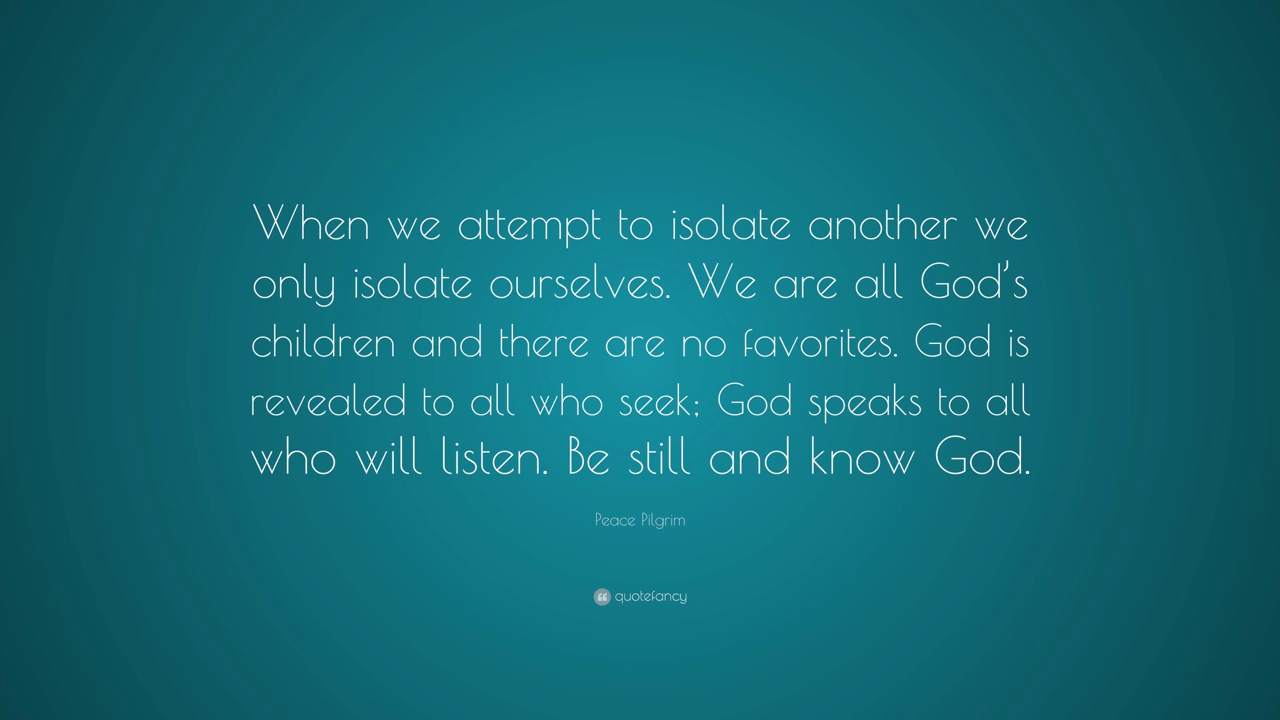 When we attempt to isolate another we
only isolate ourselves. We are all God’s
children and there are no favorites. God is
revealed to all who seek; God speaks to all
who will listen. Be still and know God.
Peace Pilgrim
quotefancy